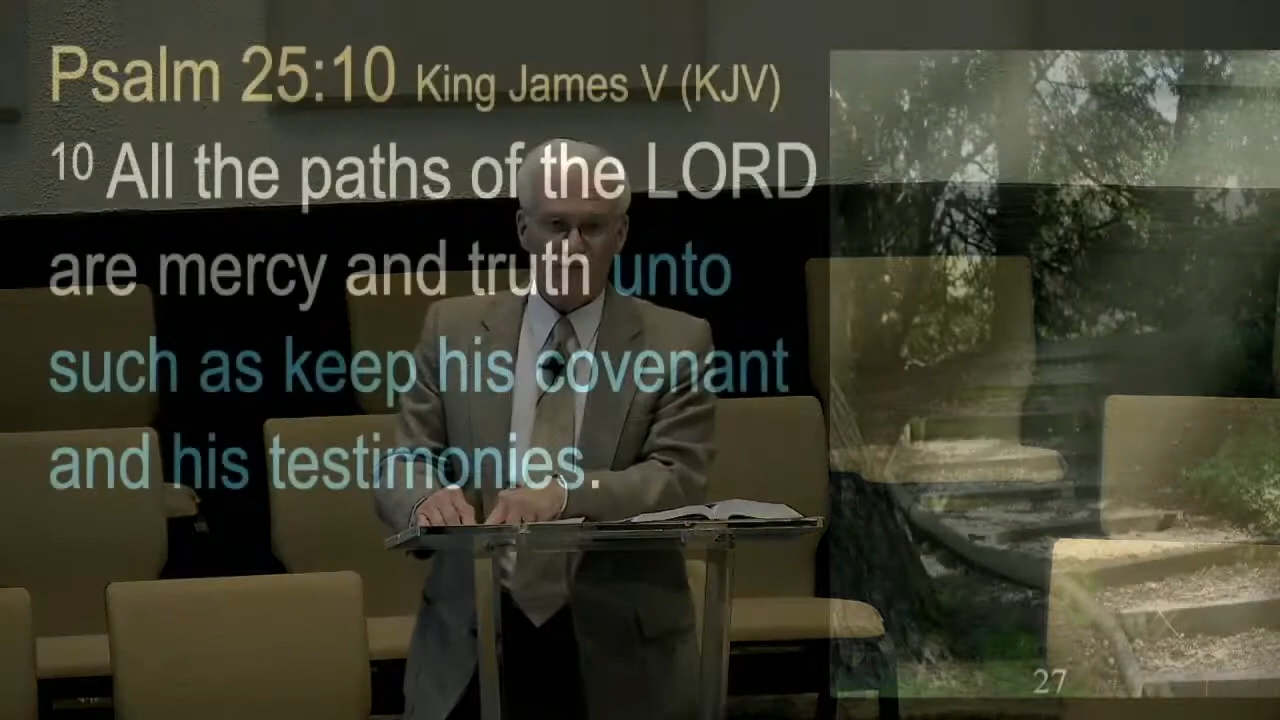 Psalm 25:10 King James V (KJV)
10 All the paths of the LORD
are mercy and truth unto
such as keep his covenant
and his testimonies.
27